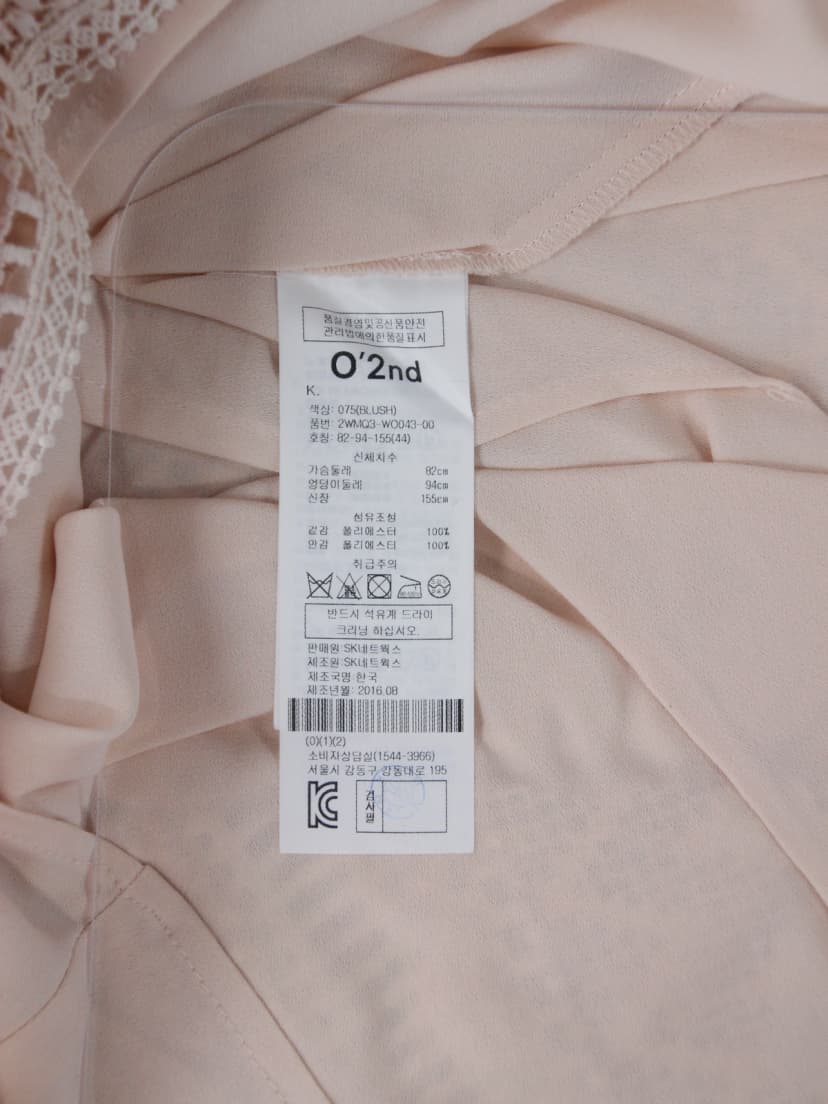 품질경영및공산품안전
관리법에의한품질표시
O'2nd
K.
색상: 075(BLUSH)
품번: 2WMQ3-WO043-00
호칭: 82-94-155(44)
신체치수
가슴둘레 82cm
엉덩이둘레 94cm
신장 155cm
섬유조성
겉감 폴리에스터 100%
안감 폴리에스터 100%
취급주의
반드시 석유계 드라이
크리닝 하십시오.
판매원:SK네트웍스
제조원:SK네트웍스
제조국명:한국
제조년월: 2016.08
(0)(1)(2)
소비자상담실(1544-3966)
서울시 강동구 강동대로 195
KC
검사필